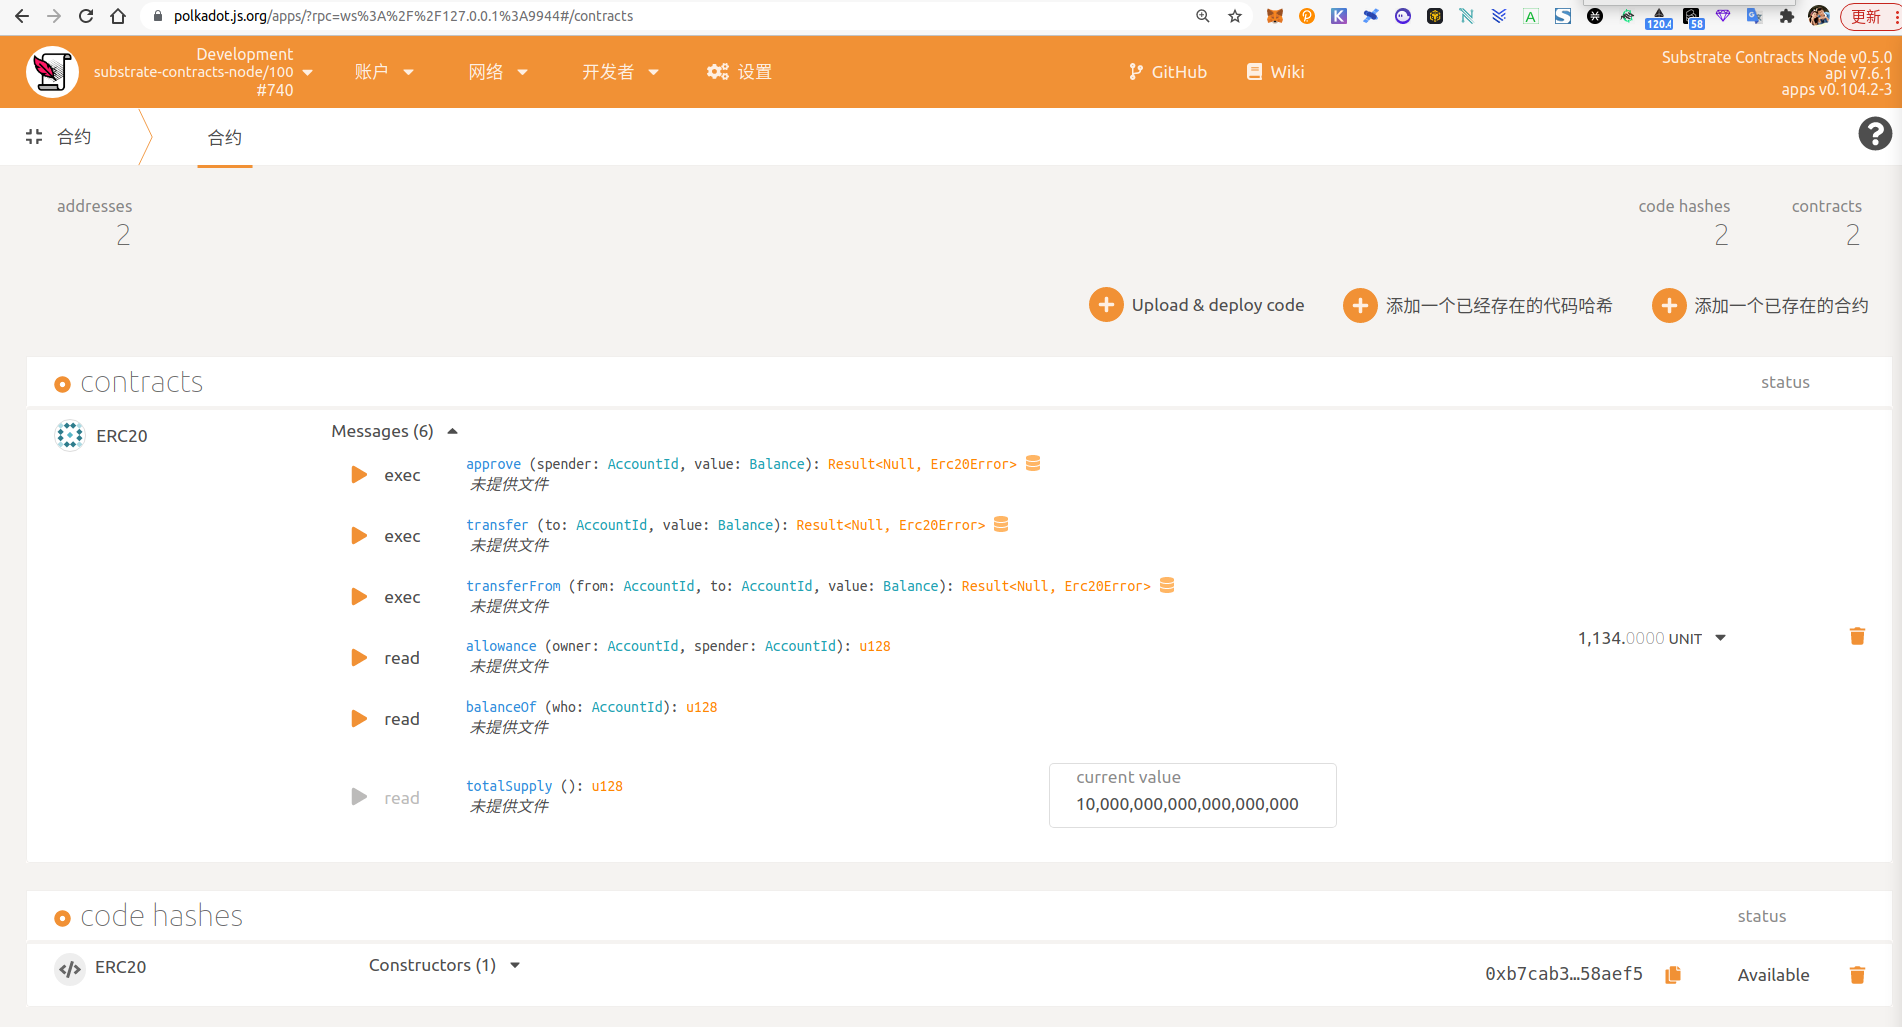 polkadot.js.org/apps/?rpc=ws%3A%2F%2F127.0.0.1%3A9944#/contracts
120.4
58
更新
Development
substrate-contracts-node/100
#740
账户
网络
开发者
设置
GitHub
Wiki
Substrate Contracts Node v0.5.0
api v7.6.1
apps v0.104.2-3
合约
合约
addresses
2
code hashes
2
contracts
2
Upload & deploy code
添加一个已经存在的代码哈希
添加一个已存在的合约
contracts
status
ERC20
Messages (6)
exec
approve (spender: AccountId, value: Balance): Result<Null, Erc20Error>
未提供文件
exec
transfer (to: AccountId, value: Balance): Result<Null, Erc20Error>
未提供文件
exec
transferFrom (from: AccountId, to: AccountId, value: Balance): Result<Null, Erc20Error>
未提供文件
read
allowance (owner: AccountId, spender: AccountId): u128
未提供文件
1,134.0000 UNIT
read
balanceOf (who: AccountId): u128
未提供文件
read
totalSupply (): u128
未提供文件
current value
10,000,000,000,000,000,000
code hashes
status
ERC20
Constructors (1)
0xb7cab3…58aef5
Available